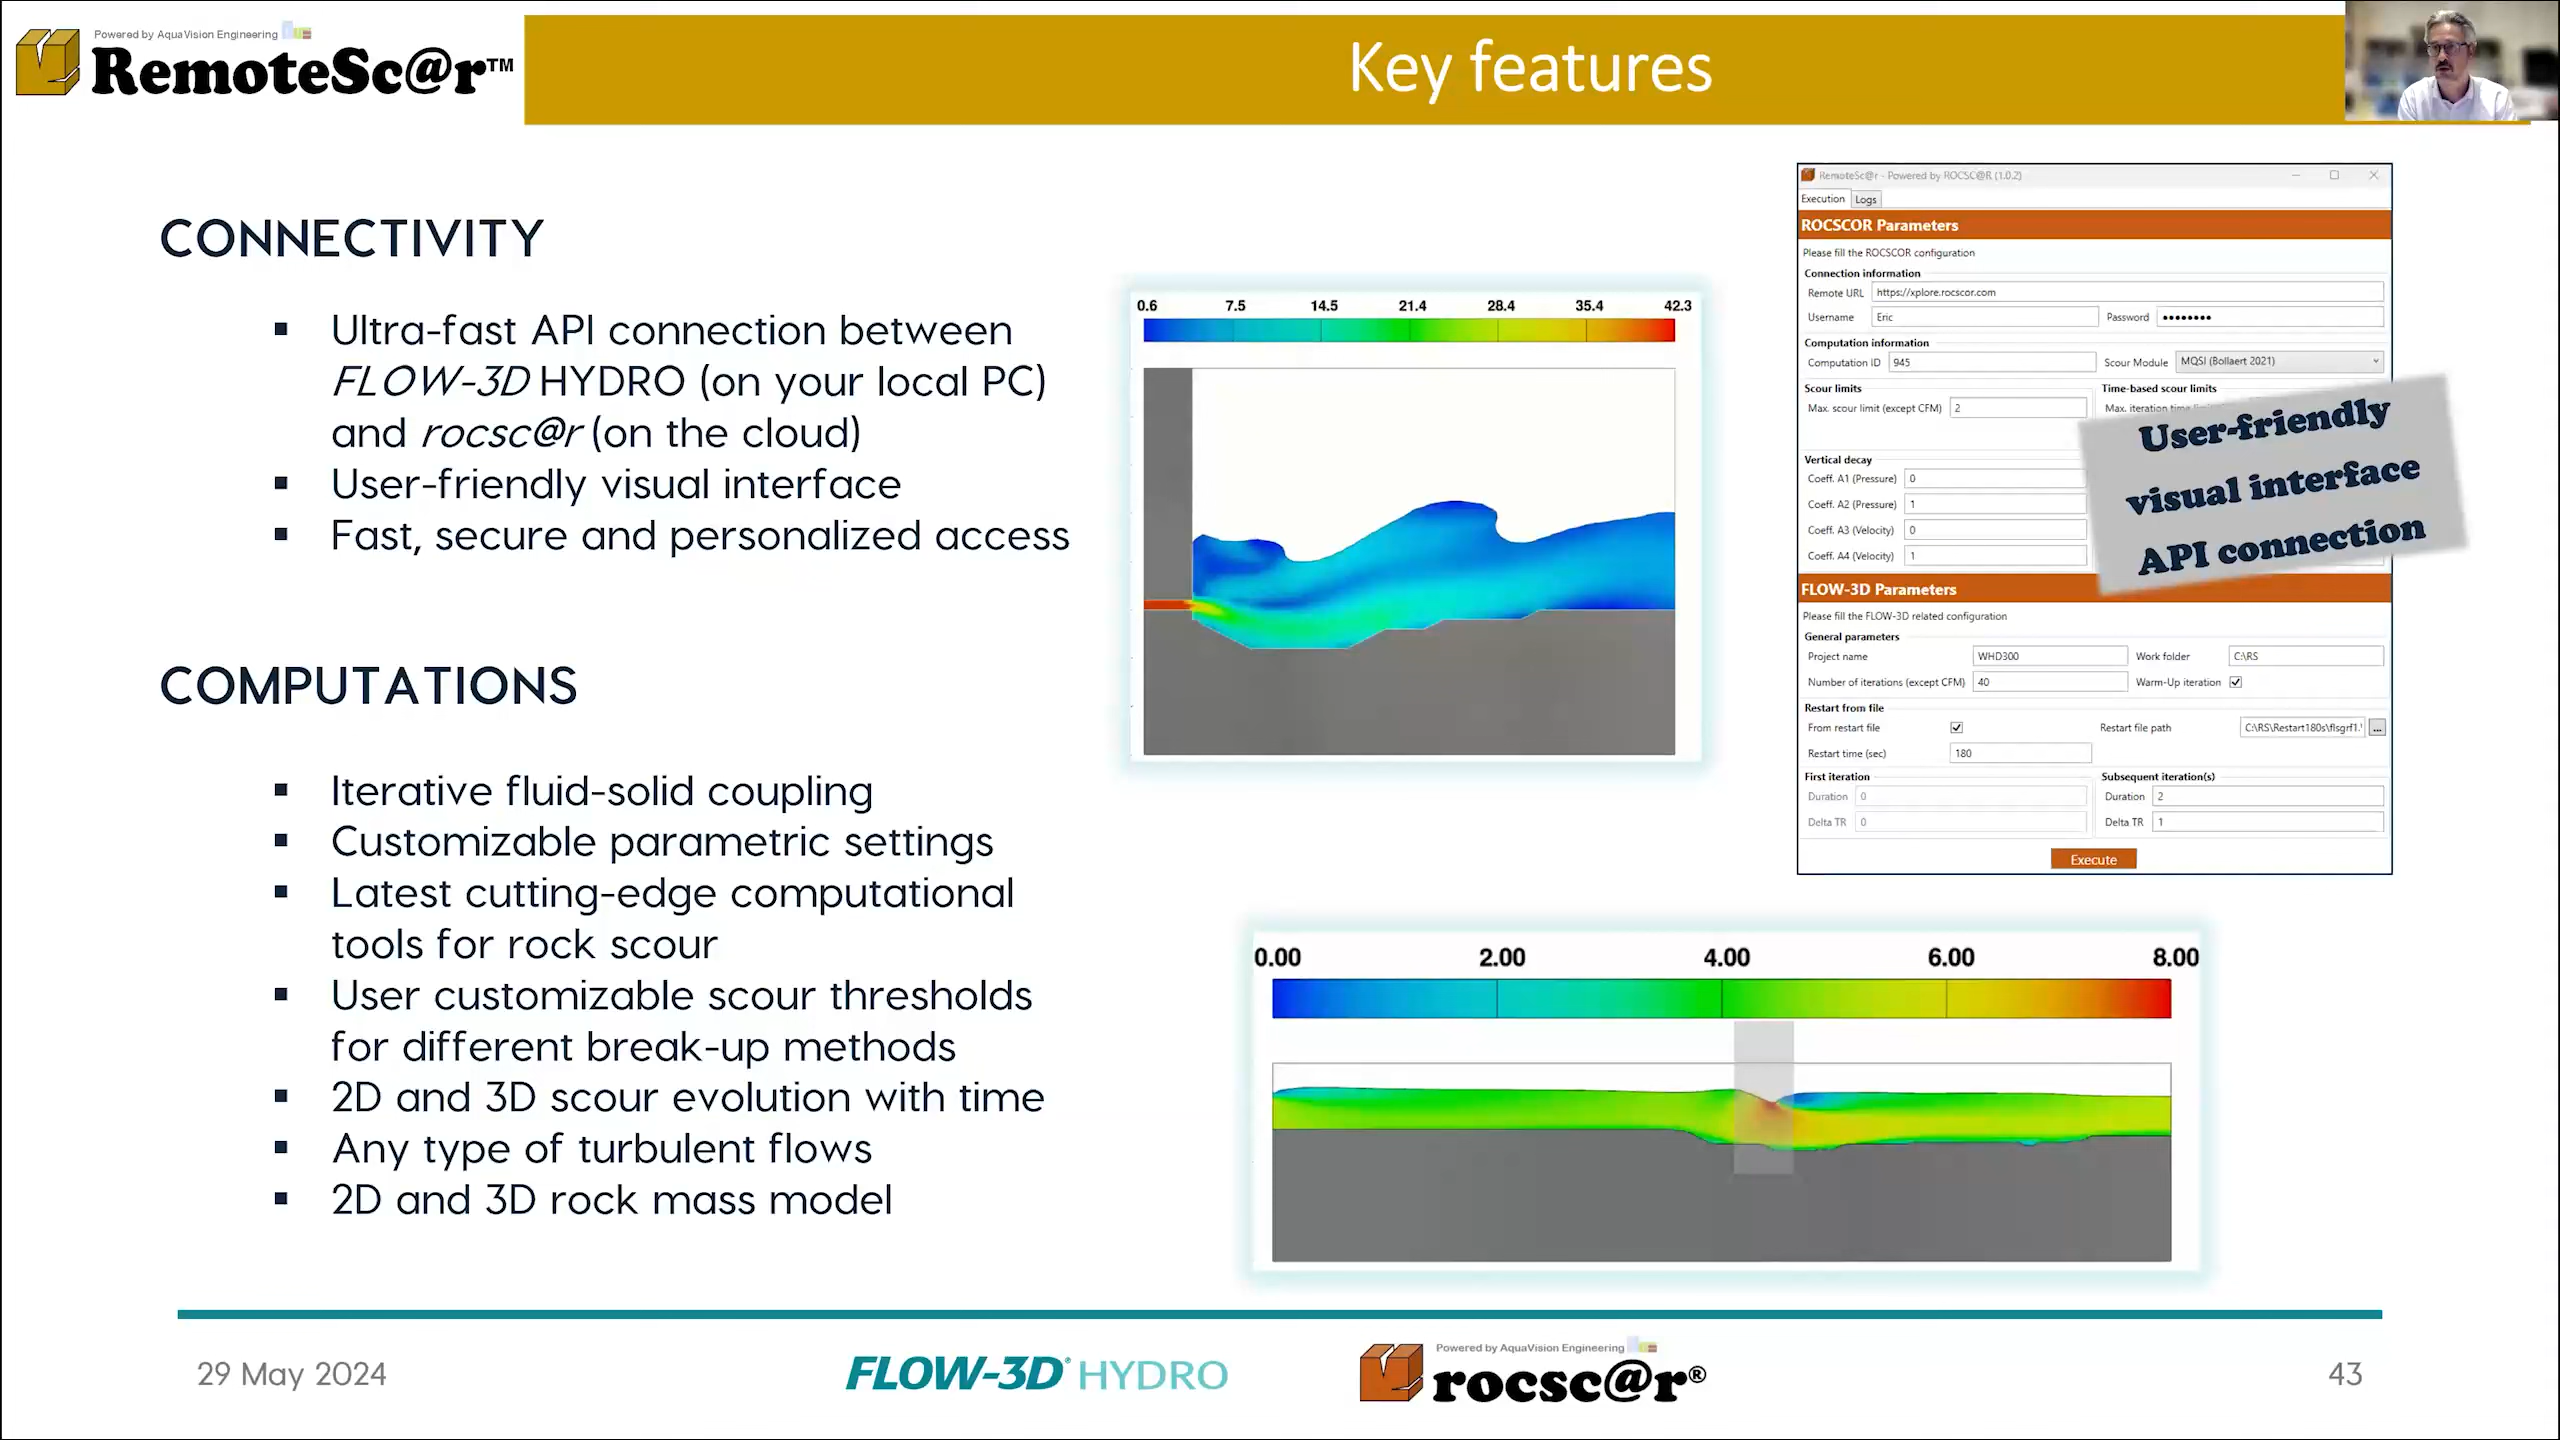 Powered by AquaVision Engineering
RemoteSc@r™
Key features
CONNECTIVITY
▪ Ultra-fast API connection between
FLOW-3D HYDRO (on your local PC)
and rocsc@r (on the cloud)
▪ User-friendly visual interface
▪ Fast, secure and personalized access
COMPUTATIONS
▪ Iterative fluid-solid coupling
▪ Customizable parametric settings
▪ Latest cutting-edge computational
tools for rock scour
▪ User customizable scour thresholds
for different break-up methods
▪ 2D and 3D scour evolution with time
▪ Any type of turbulent flows
▪ 2D and 3D rock mass model
0.6 7.5 14.5 21.4 28.4 35.4 42.3
RemoteSc@r - Powered by ROCSC@R (1.0.2)
Execution Logs
ROCSCOR Parameters
Please fill the ROCSCOR configuration
Connection information
Remote URL https://xplore.rocscor.com
Username Eric Password ••••••••
Computation information
Computation ID 945 Scour Module MQSI (Bollaert 2021)
Scour limits Time-based scour limits
Max. scour limit (except CFM) 2 Max. iteration time
Vertical decay
Coeff. A1 (Pressure) 0
Coeff. A2 (Pressure) 1
Coeff. A3 (Velocity) 0
Coeff. A4 (Velocity) 1
User-friendly
visual interface
API connection
FLOW-3D Parameters
Please fill the FLOW-3D related configuration
General parameters
Project name WHD300 Work folder C:\RS
Number of iterations (except CFM) 40 Warm-Up iteration
Restart from file
From restart file Restart file path C:\RS\Restart180s\flsgrf1. ...
Restart time (sec) 180
First iteration Subsequent iteration(s)
Duration 0 Duration 2
Delta TR 0 Delta TR 1
Execute
0.00 2.00 4.00 6.00 8.00
29 May 2024
FLOW-3D® HYDRO
Powered by AquaVision Engineering
rocsc@r®
43